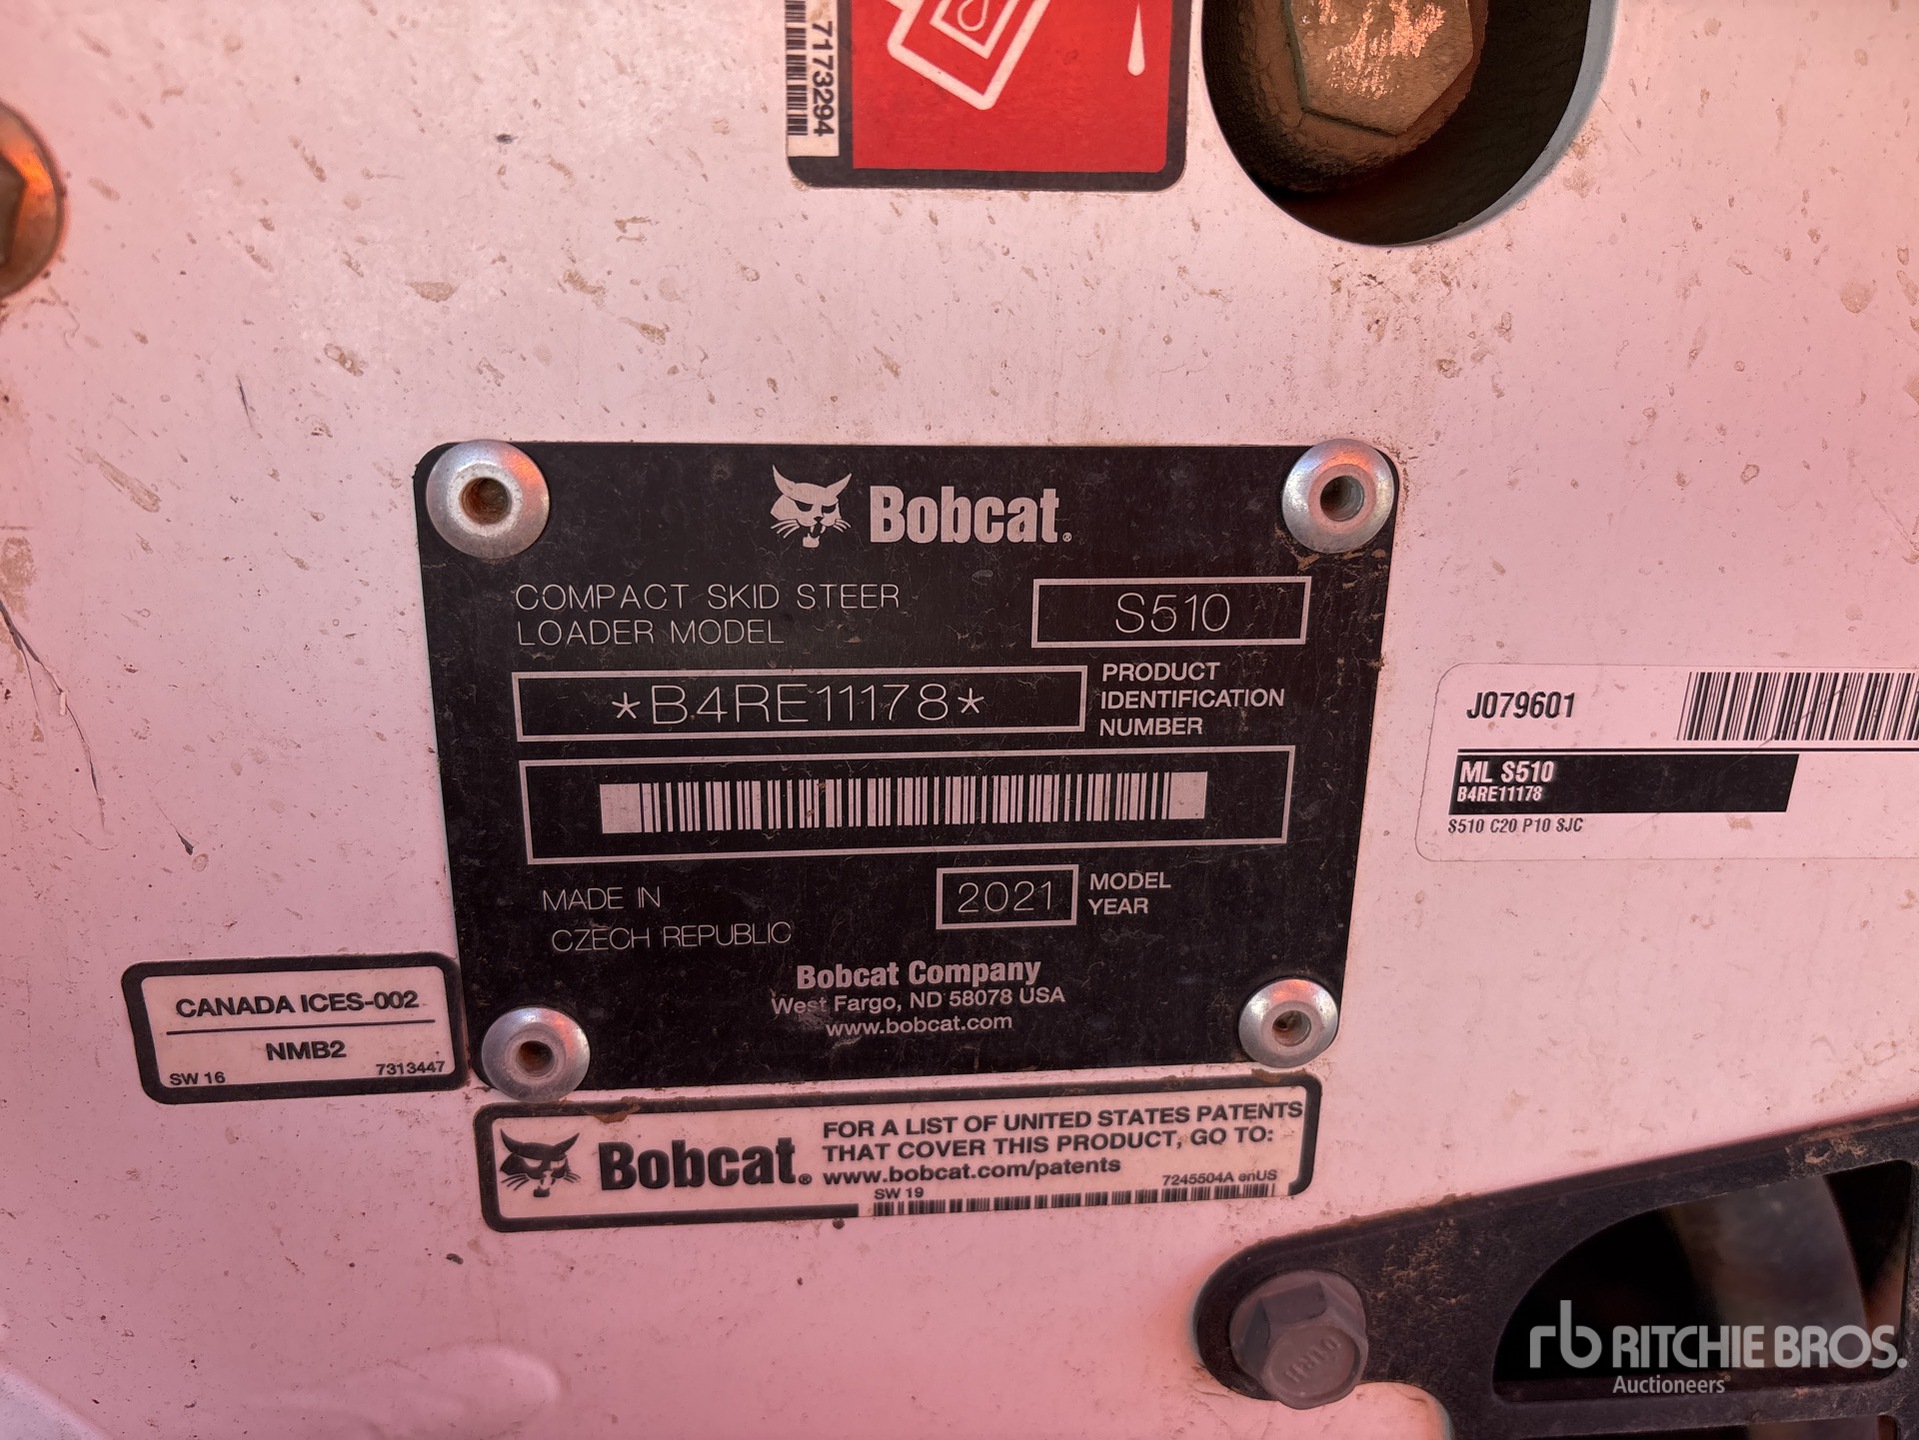 7173294
Bobcat®
COMPACT SKID STEER
LOADER MODEL
S510
*B4RE11178*
PRODUCT
IDENTIFICATION
NUMBER
MADE IN
CZECH REPUBLIC
2021
MODEL
YEAR
Bobcat Company
West Fargo, ND 58078 USA
www.bobcat.com
J079601
ML S510
B4RE11178
S510 C20 P10 SJC
CANADA ICES-002
NMB2
SW 16 7313447
Bobcat®
FOR A LIST OF UNITED STATES PATENTS
THAT COVER THIS PRODUCT, GO TO:
www.bobcat.com/patents
SW 19 7245504A enUS
rb RITCHIE BROS.
Auctioneers